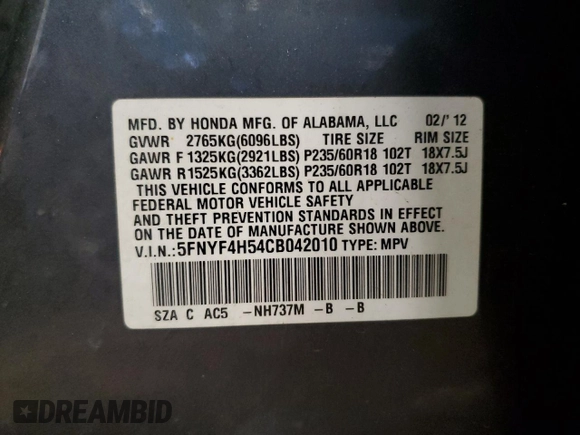 MFD. BY HONDA MFG. OF ALABAMA, LLC 02/' 12
GVWR 2765KG(6096LBS) TIRE SIZE RIM SIZE
GAWR F 1325KG(2921LBS) P235/60R18 102T 18X7.5J
GAWR R 1525KG(3362LBS) P235/60R18 102T 18X7.5J
THIS VEHICLE CONFORMS TO ALL APPLICABLE
FEDERAL MOTOR VEHICLE SAFETY
AND THEFT PREVENTION STANDARDS IN EFFECT
ON THE DATE OF MANUFACTURE SHOWN ABOVE.
V.I.N.:5FNYF4H54CB042010 TYPE: MPV
SZA C AC5 -NH737M -B -B
DREAMBID